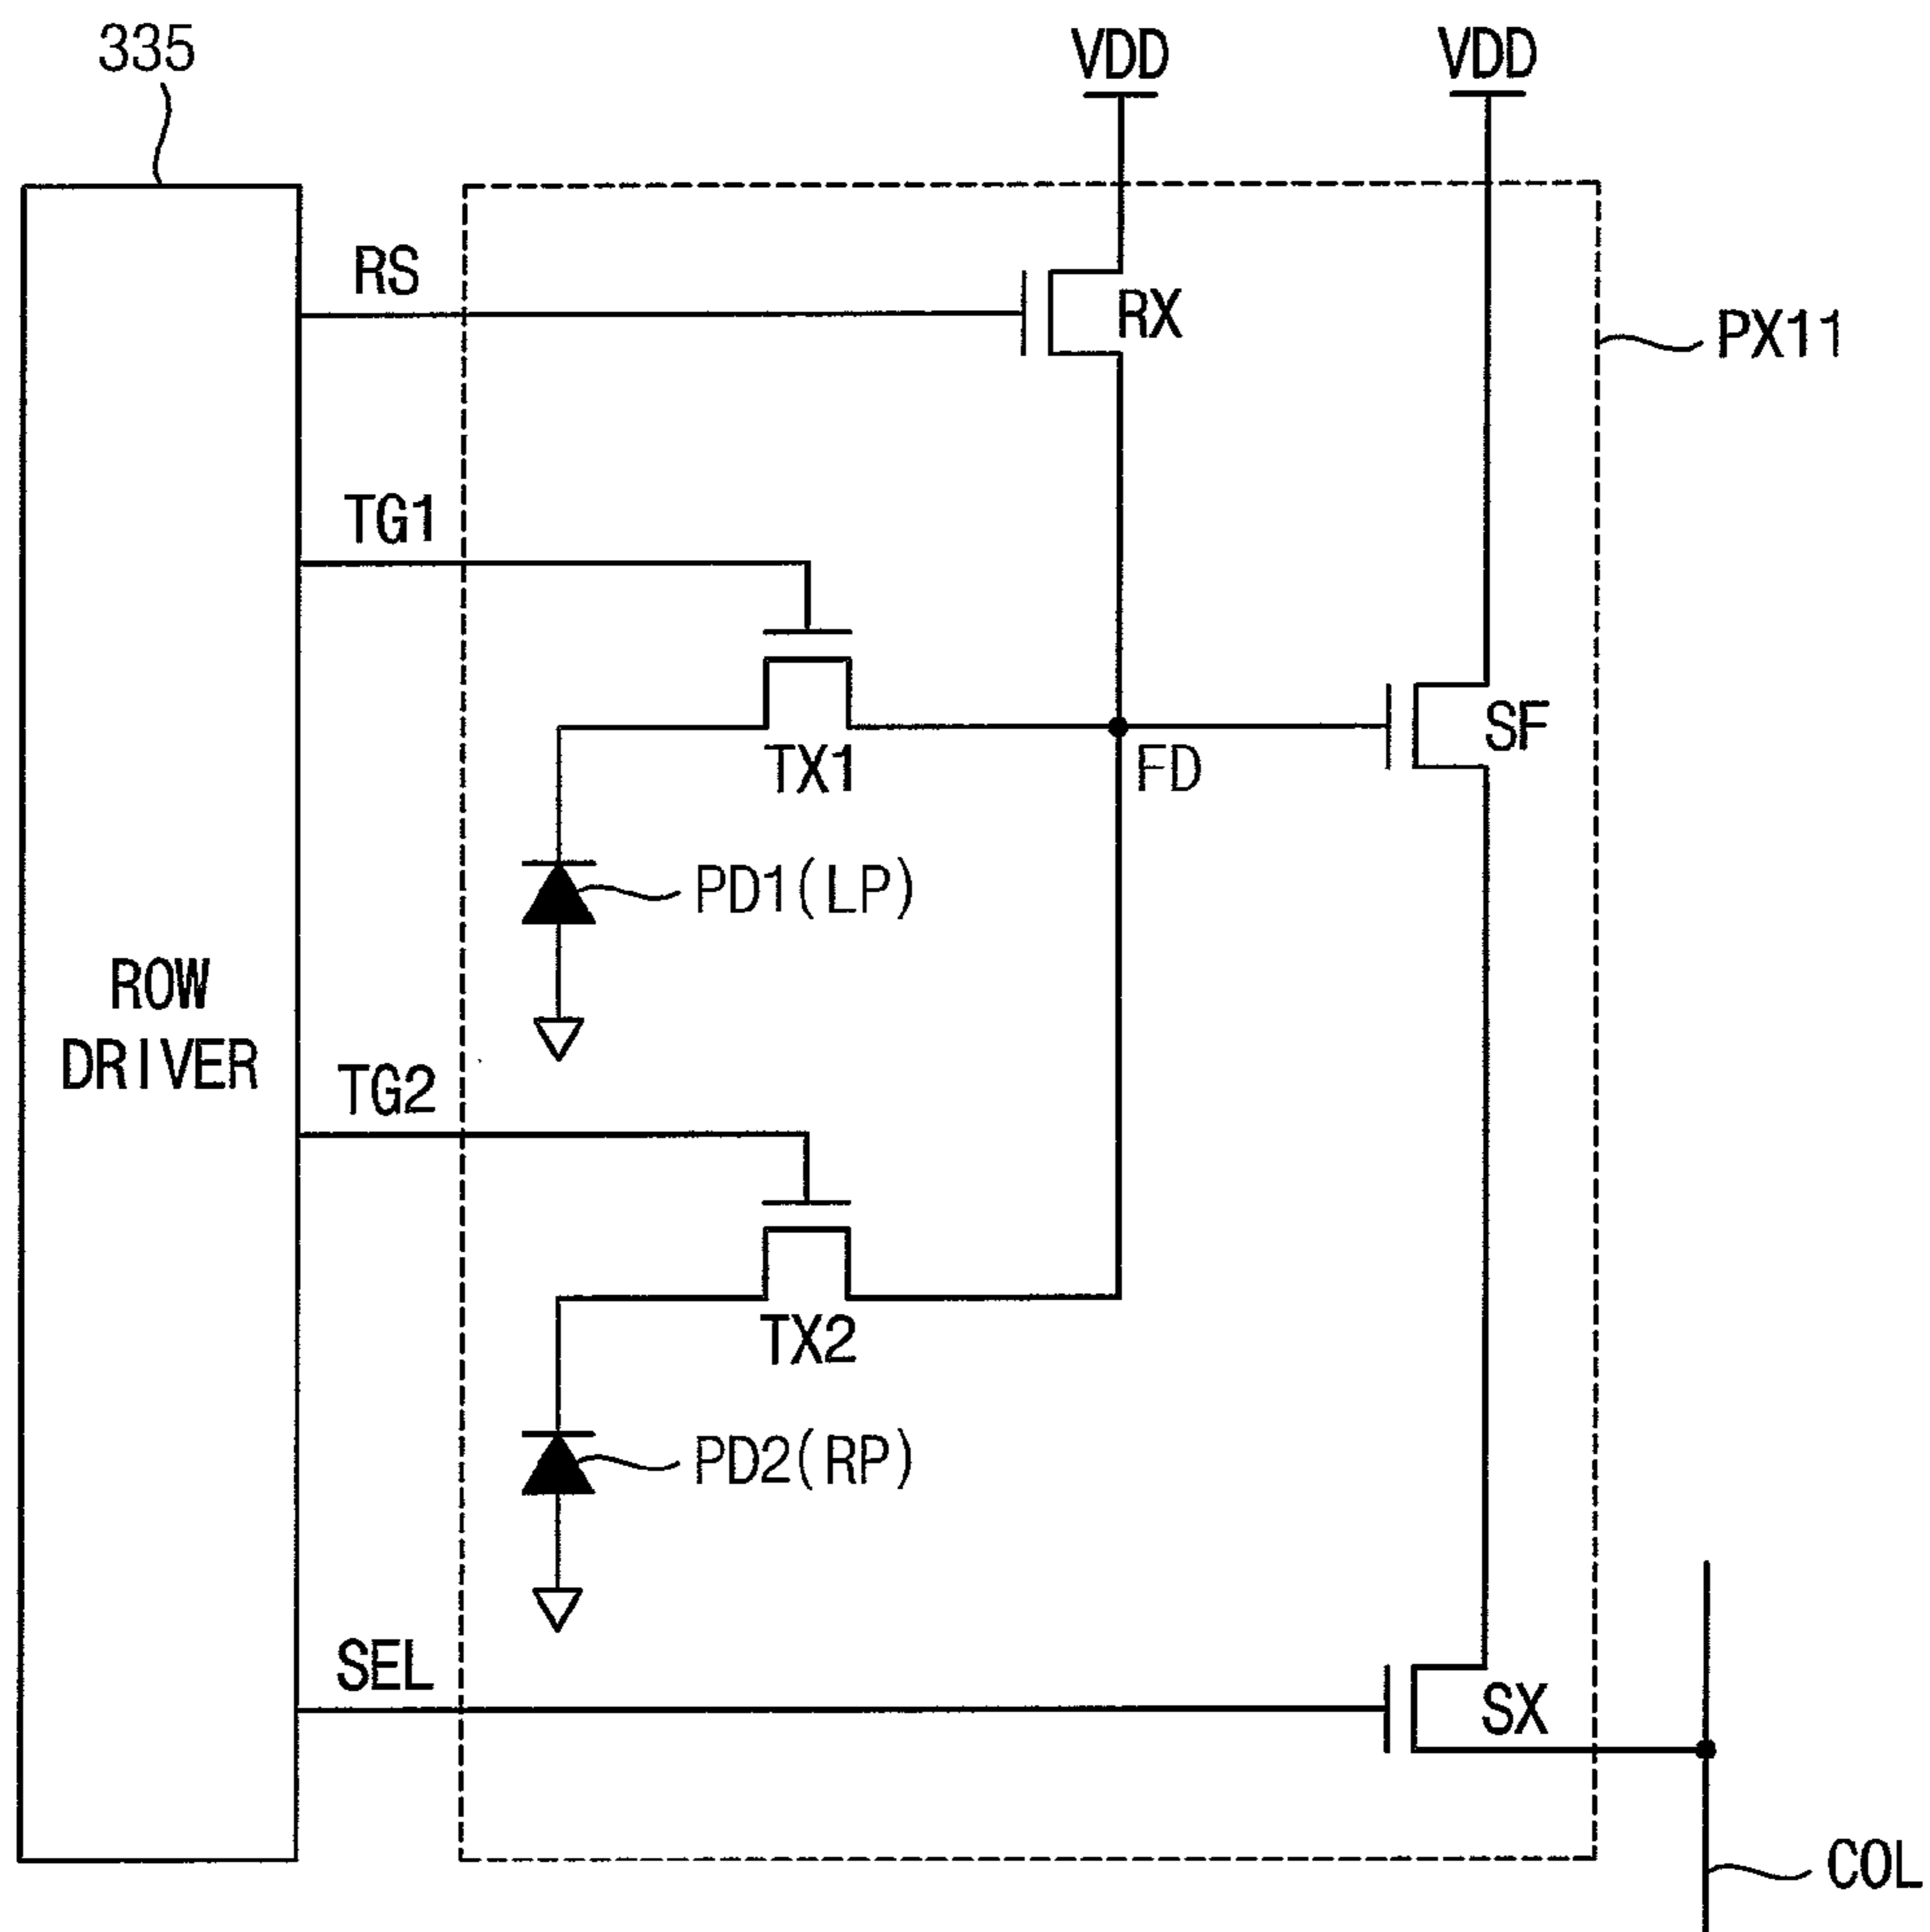 335
VDD
VDD
RS
RX
PX11
TG1
SF
TX1
FD
PD1(LP)
ROW
DRIVER
TG2
TX2
PD2(RP)
SEL
SX
COL